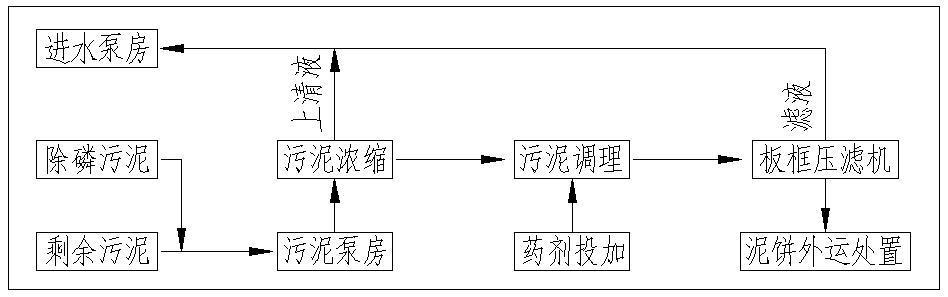 进水泵房
上清液
滤液
除磷污泥
污泥浓缩
污泥调理
板框压滤机
剩余污泥
污泥泵房
药剂投加
泥饼外运处置